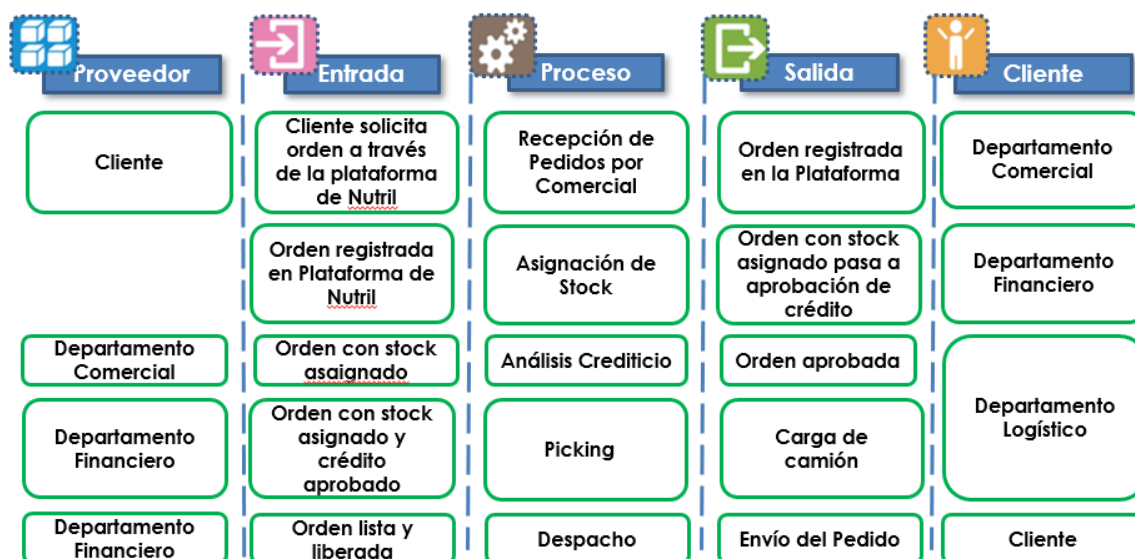 Proveedor
Entrada
Proceso
Salida
Cliente
Cliente
Cliente solicita
orden a través
de la plataforma
de Nutril
Recepción de
Pedidos por
Comercial
Orden registrada
en la Plataforma
Departamento
Comercial
Orden registrada
en Plataforma de
Nutril
Asignación de
Stock
Orden con stock
asignado pasa a
aprobación de
crédito
Departamento
Financiero
Departamento
Comercial
Orden con stock
asaignado
Análisis Crediticio
Orden aprobada
Departamento
Logístico
Departamento
Financiero
Orden con stock
asignado y
crédito
aprobado
Picking
Carga de
camión
Departamento
Financiero
Orden lista y
liberada
Despacho
Envío del Pedido
Cliente